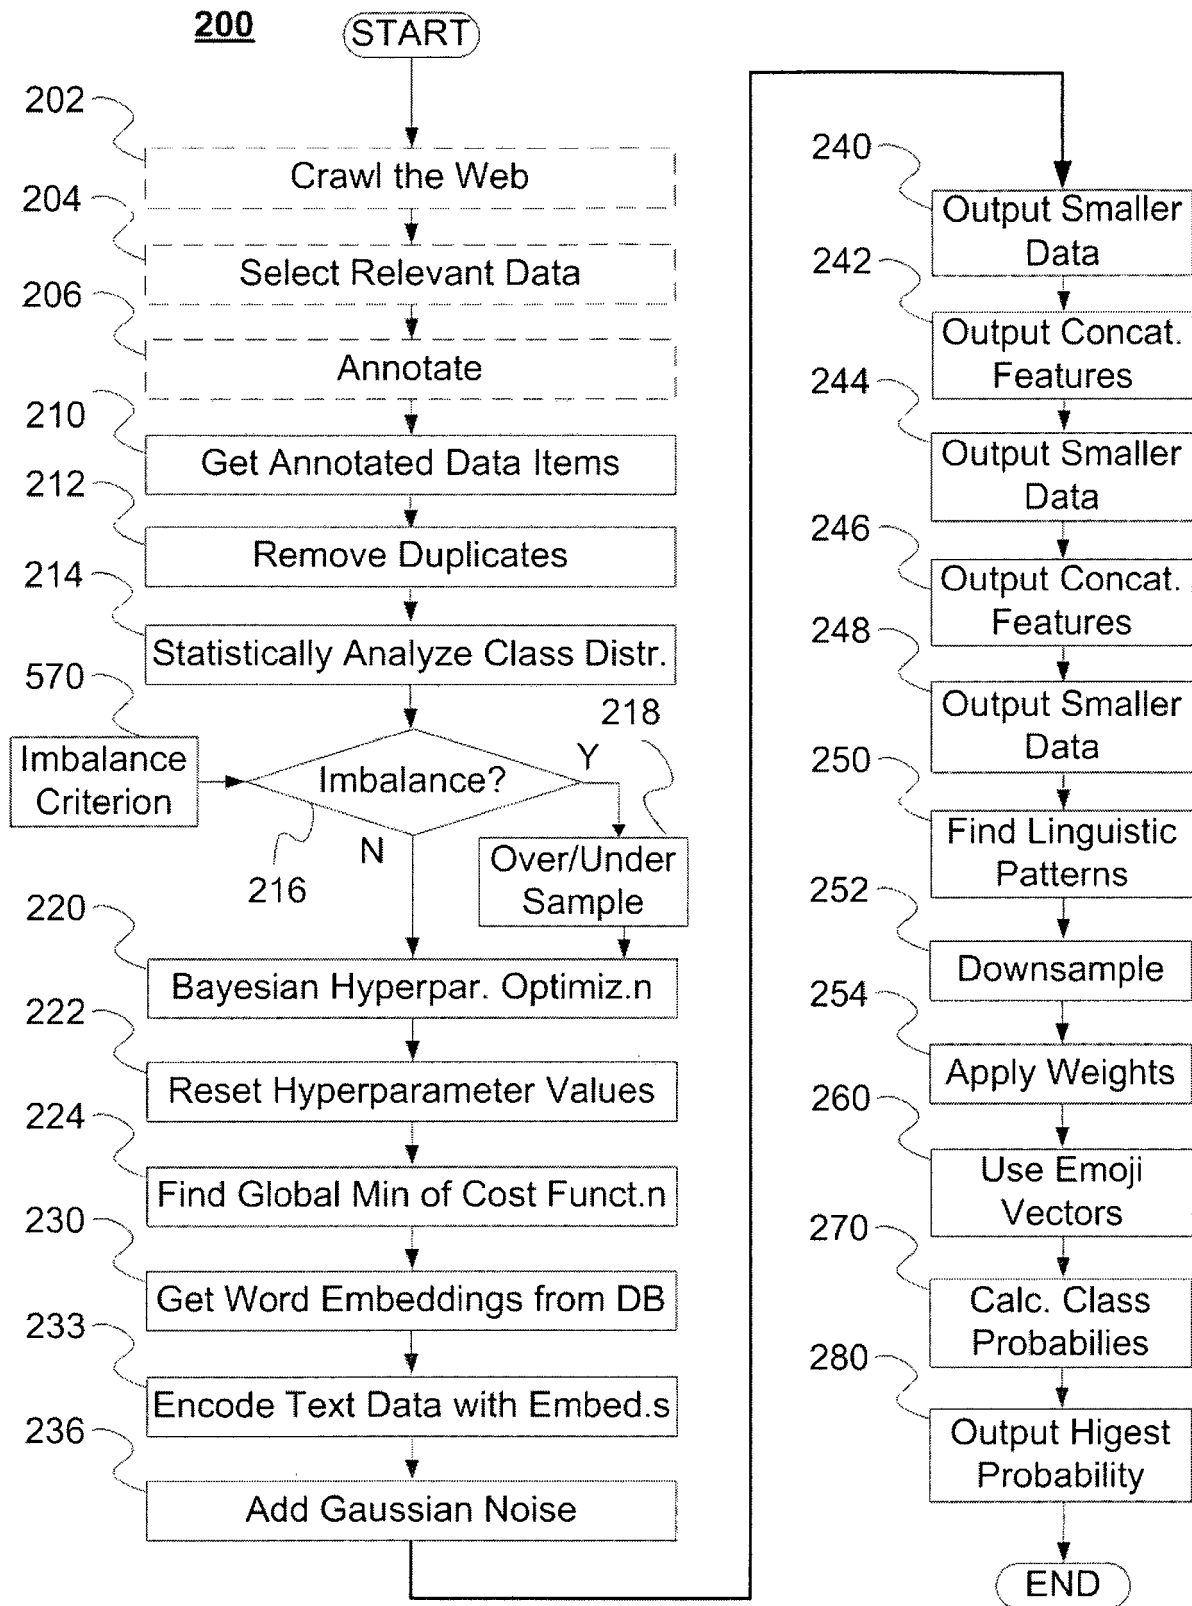 200
START
202
Crawl the Web
204
Select Relevant Data
206
Annotate
210
Get Annotated Data Items
212
Remove Duplicates
214
Statistically Analyze Class Distr.
570
Imbalance
Criterion
Imbalance?
Y
218
N
216
Over/Under
Sample
220
Bayesian Hyperpar. Optimiz.n
222
Reset Hyperparameter Values
224
Find Global Min of Cost Funct.n
230
Get Word Embeddings from DB
233
Encode Text Data with Embed.s
236
Add Gaussian Noise
240
Output Smaller
Data
242
Output Concat.
Features
244
Output Smaller
Data
246
Output Concat.
Features
248
Output Smaller
Data
250
Find Linguistic
Patterns
252
Downsample
254
Apply Weights
260
Use Emoji
Vectors
270
Calc. Class
Probabilies
280
Output Higest
Probability
END